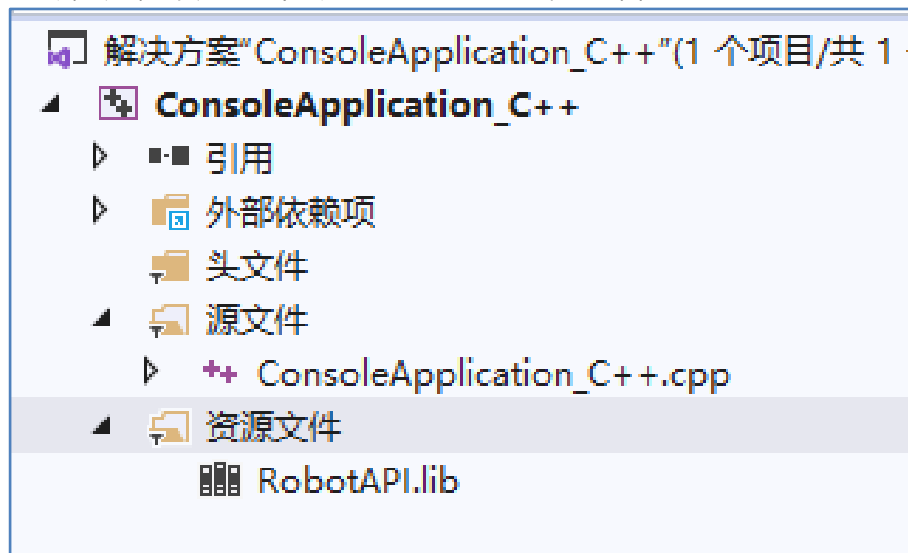 解决方案"ConsoleApplication_C++"(1 个项目/共 1
ConsoleApplication_C++
引用
外部依赖项
头文件
源文件
ConsoleApplication_C++.cpp
资源文件
RobotAPI.lib